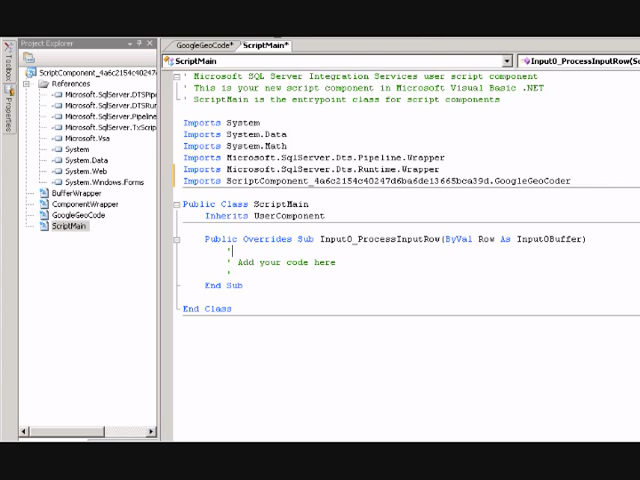 Project Explorer
GoogleGeoCode*
ScriptMain*
Toolbox
Properties
ScriptMain
Input0_ProcessInputRow(Sc
ScriptComponent_4a6c2154c40247
References
Microsoft.SqlServer.DTSPipe
Microsoft.SqlServer.DTSRun
Microsoft.SqlServer.Pipeline
Microsoft.SqlServer.TxScrip
Microsoft.Vsa
System
System.Data
System.Web
System.Windows.Forms
BufferWrapper
ComponentWrapper
GoogleGeoCode
ScriptMain
' Microsoft SQL Server Integration Services user script component
' This is your new script component in Microsoft Visual Basic .NET
' ScriptMain is the entrypoint class for script components
Imports System
Imports System.Data
Imports System.Math
Imports Microsoft.SqlServer.Dts.Pipeline.Wrapper
Imports Microsoft.SqlServer.Dts.Runtime.Wrapper
Imports ScriptComponent_4a6c2154c40247d6ba6de13665bca39d.GoogleGeoCoder
Public Class ScriptMain
Inherits UserComponent
Public Overrides Sub Input0_ProcessInputRow(ByVal Row As Input0Buffer)
'
' Add your code here
'
End Sub
End Class